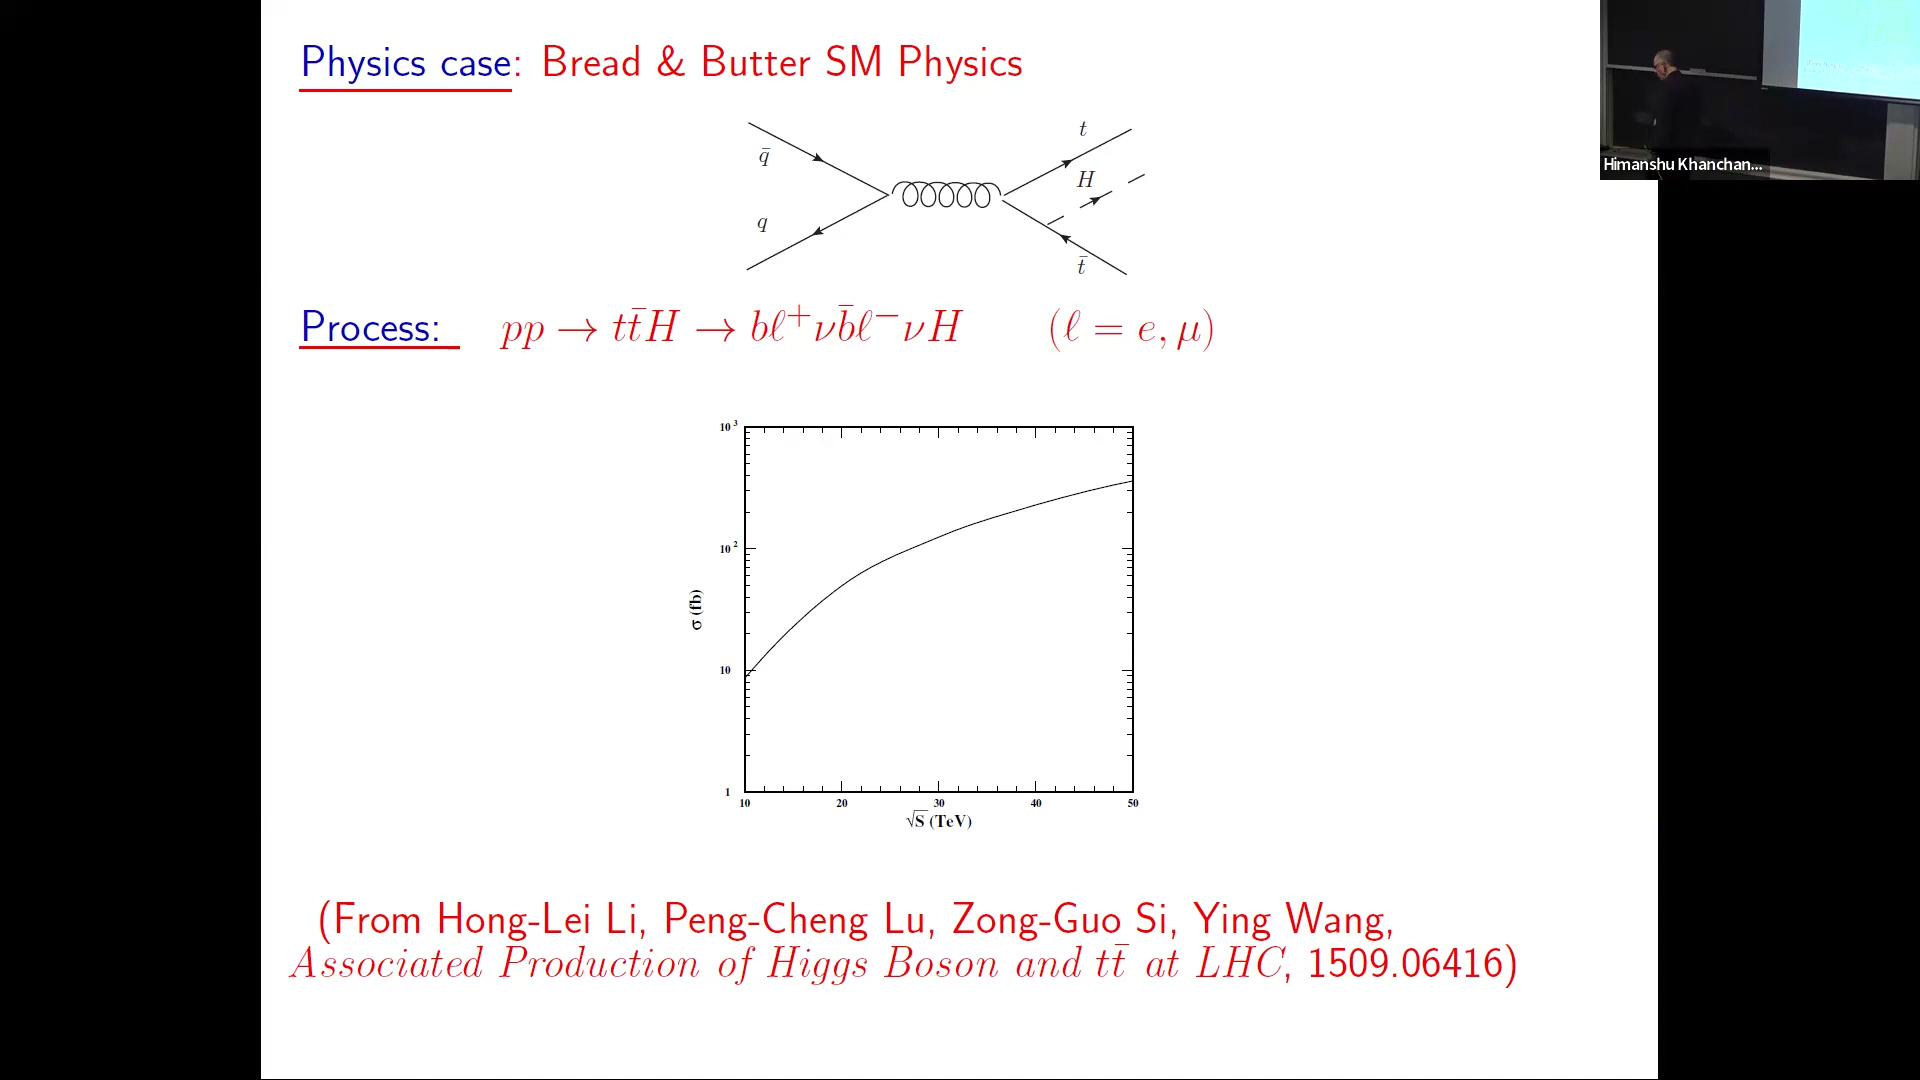 Physics case: Bread & Butter SM Physics
Himanshu Khanchan...
q̄
q
t
H
t̄
Process: pp → tt̄H → bℓ⁺νb̄ℓ⁻νH (ℓ = e, μ)
10³
10²
10
1
σ (fb)
10 20 30 40 50
√S (TeV)
(From Hong-Lei Li, Peng-Cheng Lu, Zong-Guo Si, Ying Wang,
Associated Production of Higgs Boson and tt̄ at LHC, 1509.06416)